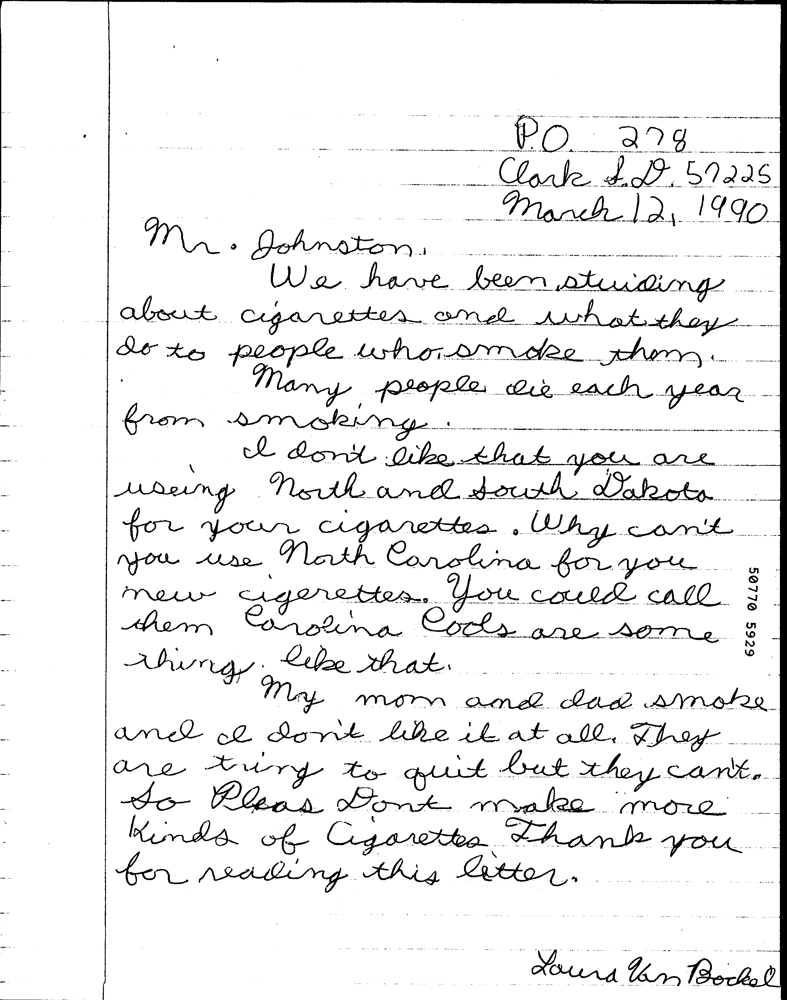 P.O. 278
Clark S.D. 57225
March 12, 1990
Mr. Johnston,
We have been stuiding
about cigarettes and what they
do to people who smoke them.
Many people die each year
from smoking.
I don't like that you are
useing North and South Dakota
for your cigarettes. Why can't
you use North Carolina for you
new cigerettes. You could call
them Carolina Cools are some
thing like that.
My mom and dad smoke
and I don't like it at all. They
are tring to quit but they can't.
So Pleas Dont make more
Kinds of Cigarettes Thank you
for reading this letter.
Laura Van Bockel
50770 5929